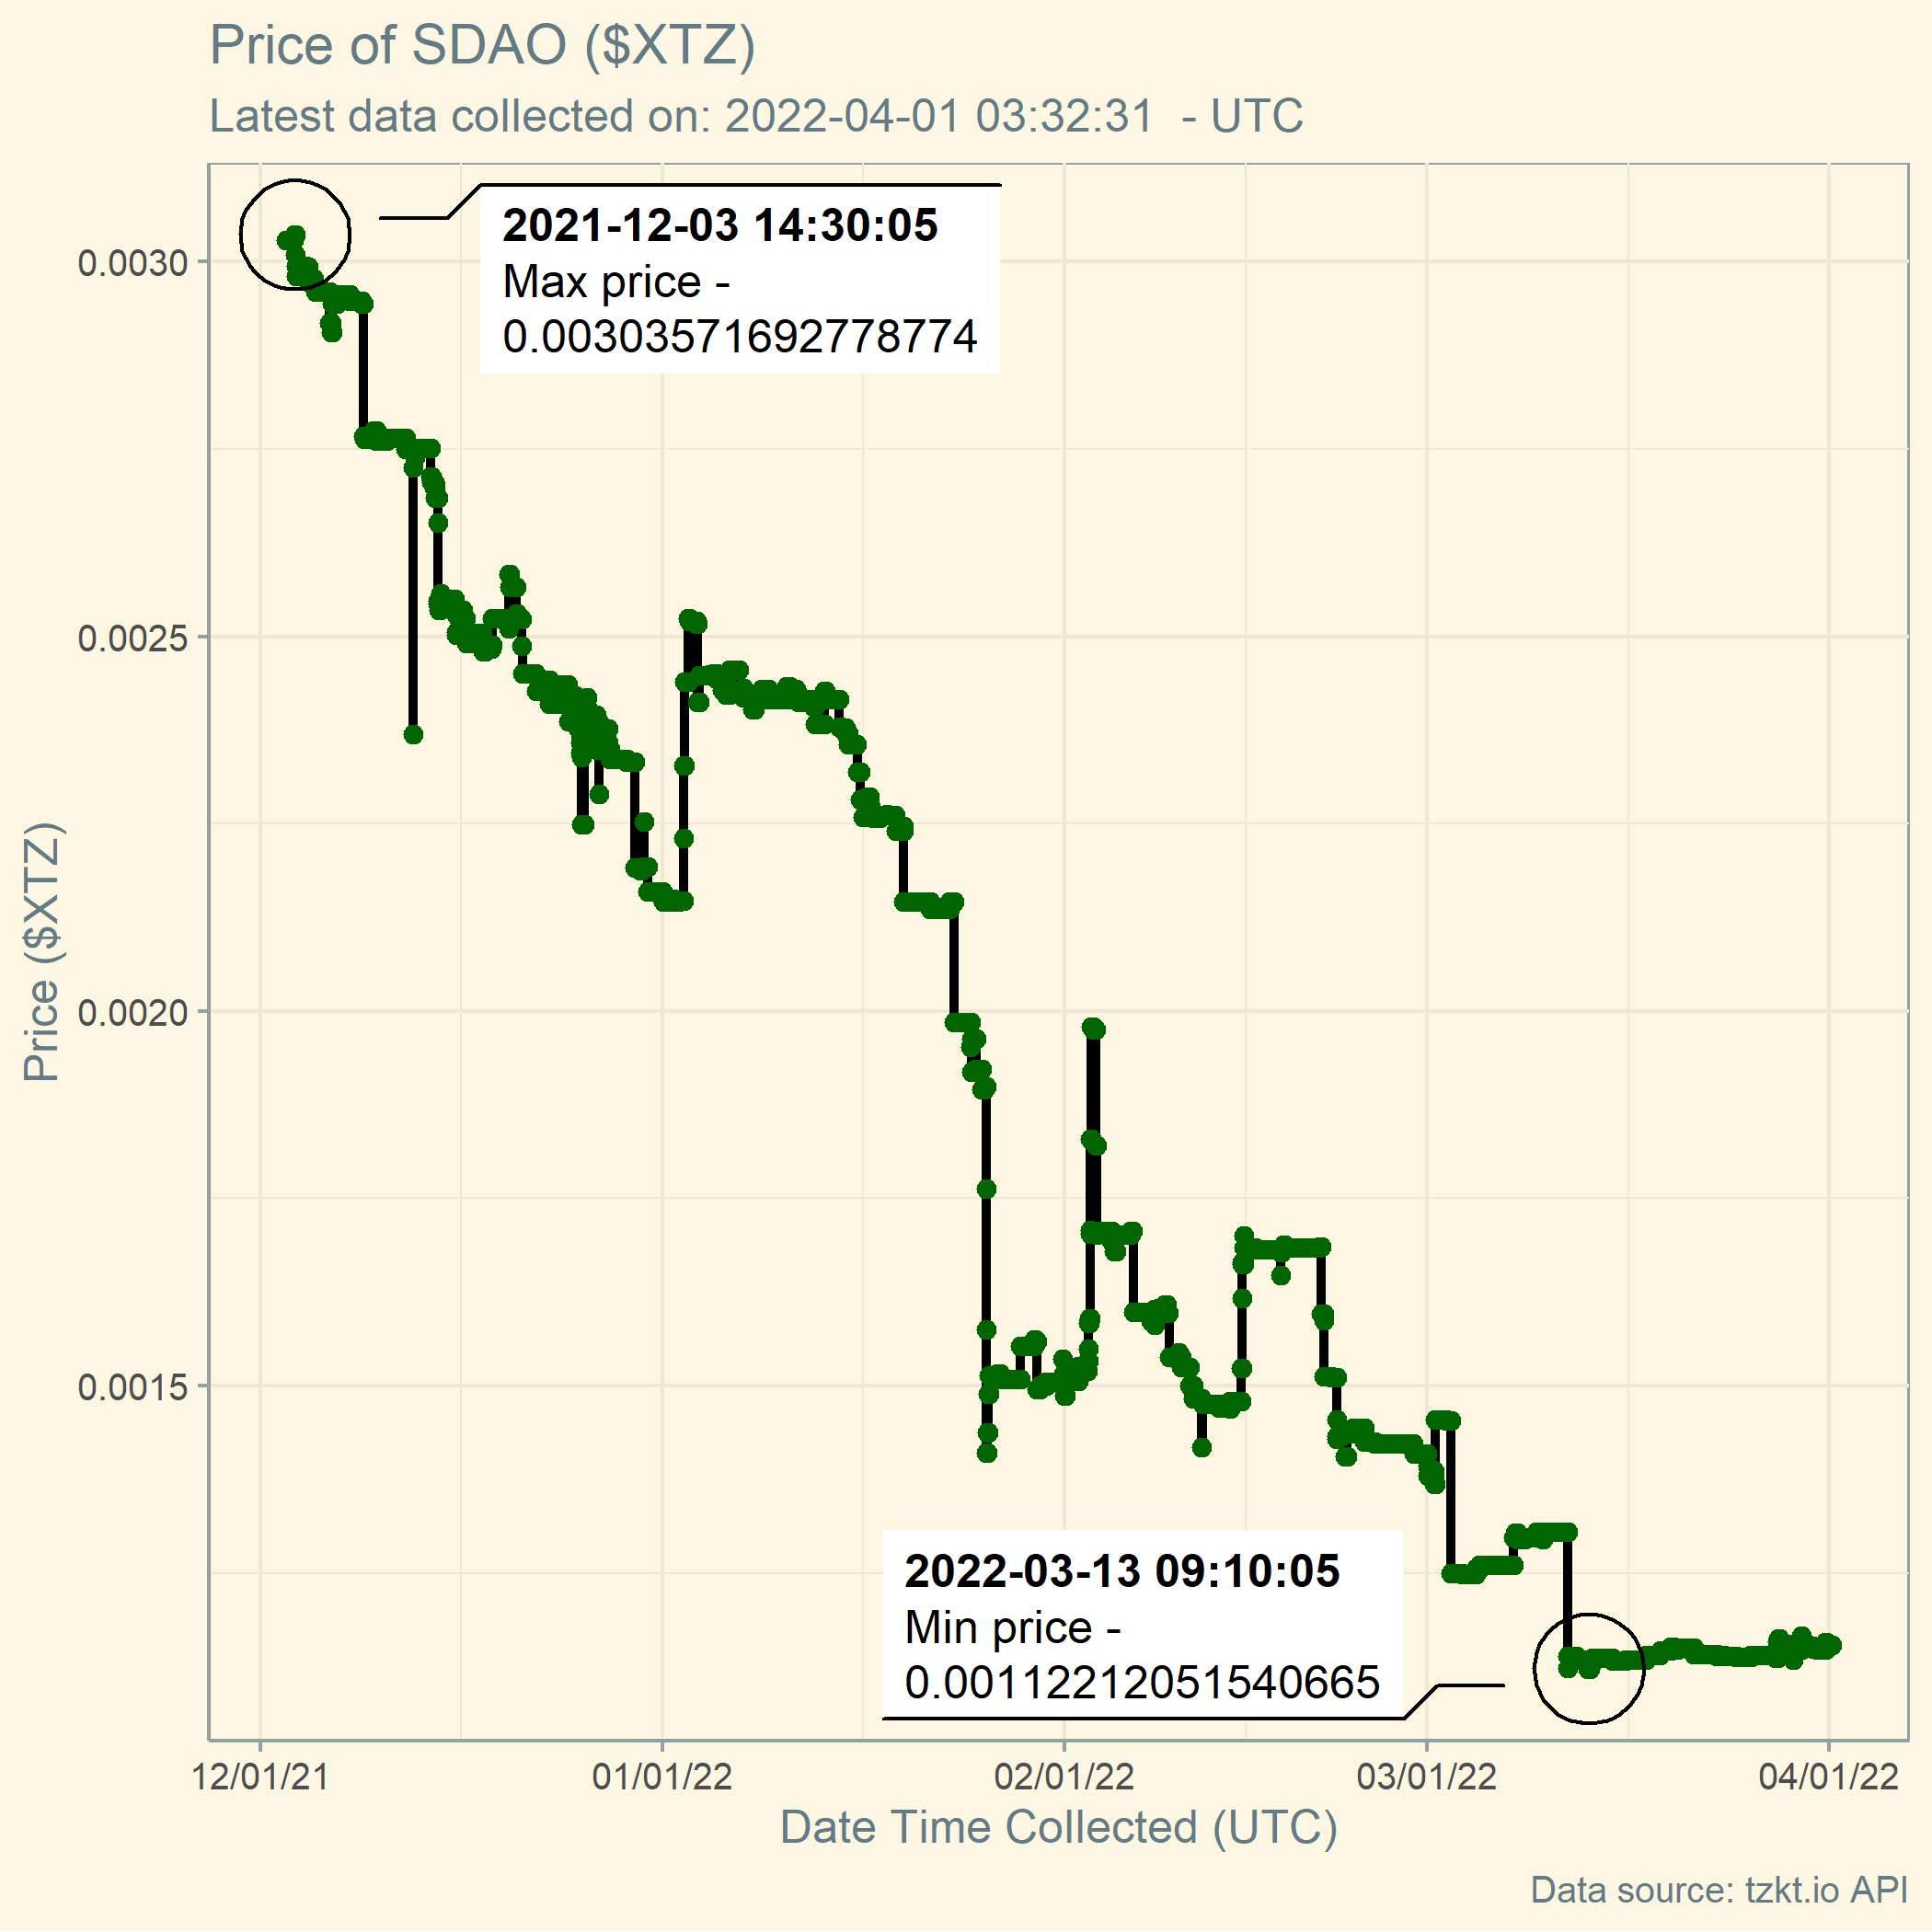 Price of SDAO ($XTZ)
Latest data collected on: 2022-04-01 03:32:31  - UTC
2021-12-03 14:30:05
Max price -
0.00303571692778774
0.0030
0.0025
0.0020
0.0015
Price ($XTZ)
2022-03-13 09:10:05
Min price -
0.00112212051540665
12/01/21
01/01/22
02/01/22
03/01/22
04/01/22
Date Time Collected (UTC)
Data source: tzkt.io API